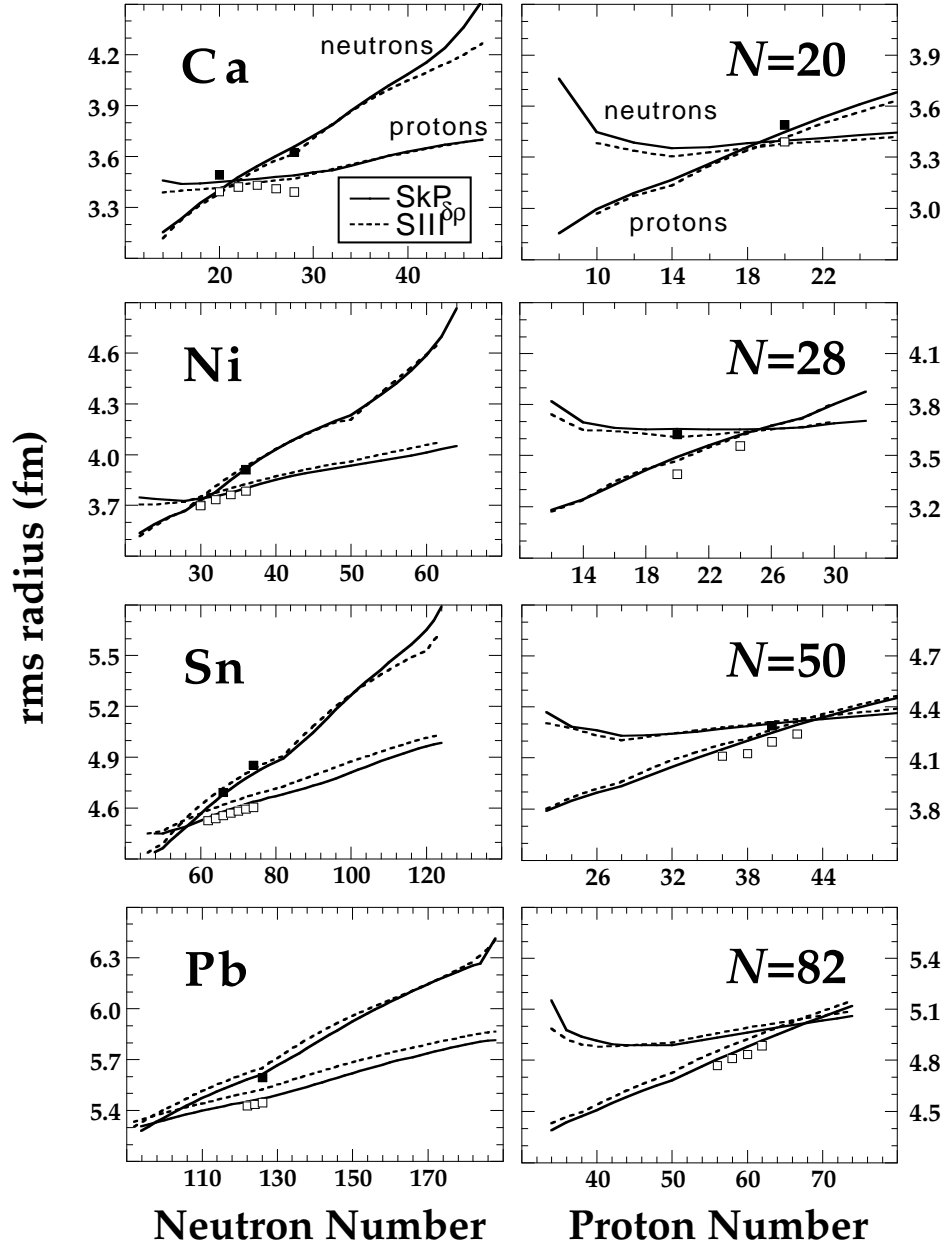 4.2
3.9
3.6
3.3
Ca
neutrons
protons
SkP δρ
SIII
20 30 40
N=20
neutrons
protons
3.9
3.6
3.3
3.0
10 14 18 22
4.6
4.3
4.0
3.7
Ni
30 40 50 60
N=28
4.1
3.8
3.5
3.2
14 18 22 26 30
rms radius (fm)
5.5
5.2
4.9
4.6
Sn
60 80 100 120
N=50
4.7
4.4
4.1
3.8
26 32 38 44
6.3
6.0
5.7
5.4
Pb
110 130 150 170
N=82
5.4
5.1
4.8
4.5
40 50 60 70
Neutron Number
Proton Number